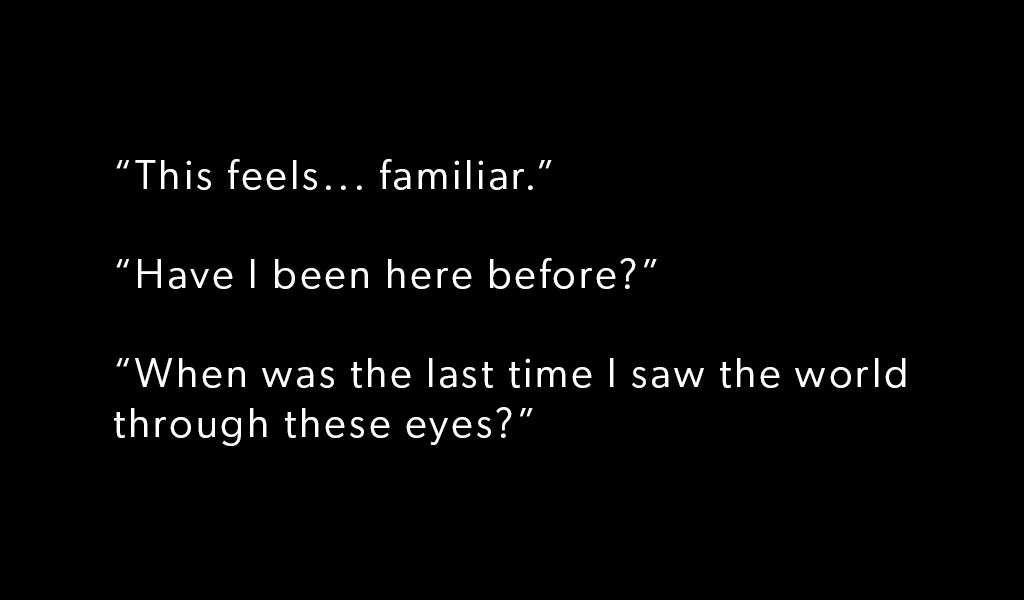 “This feels... familiar.”
“Have I been here before?”
“When was the last time I saw the world
through these eyes?”